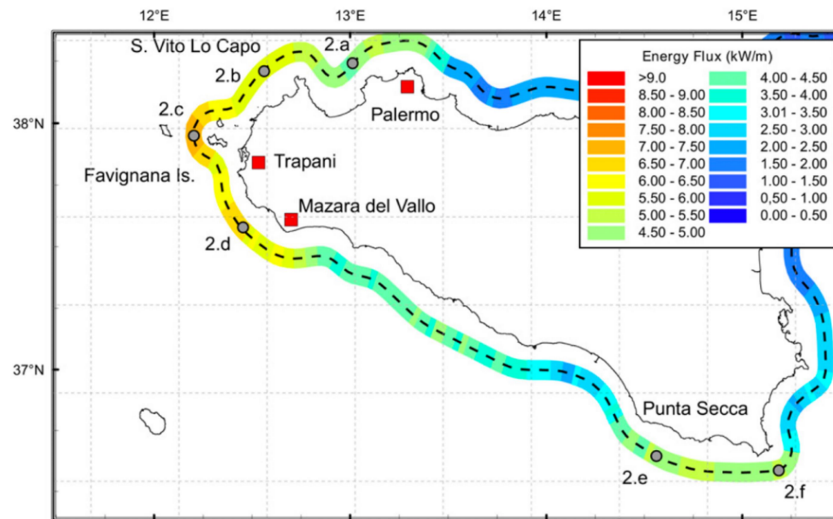 12°E 13°E 14°E 15°E
38°N
37°N
S. Vito Lo Capo
2.a
2.b
2.c
Palermo
Trapani
Favignana Is.
Mazara del Vallo
2.d
Punta Secca
2.e
2.f
Energy Flux (kW/m)
>9.0
8.50 - 9.00
8.00 - 8.50
7.50 - 8.00
7.00 - 7.50
6.50 - 7.00
6.00 - 6.50
5.50 - 6.00
5.00 - 5.50
4.50 - 5.00
4.00 - 4.50
3.50 - 4.00
3.01 - 3.50
2.50 - 3.00
2.00 - 2.50
1.50 - 2.00
1.00 - 1.50
0,50 - 1.00
0.00 - 0.50
12°E 13°E 14°E 15°E